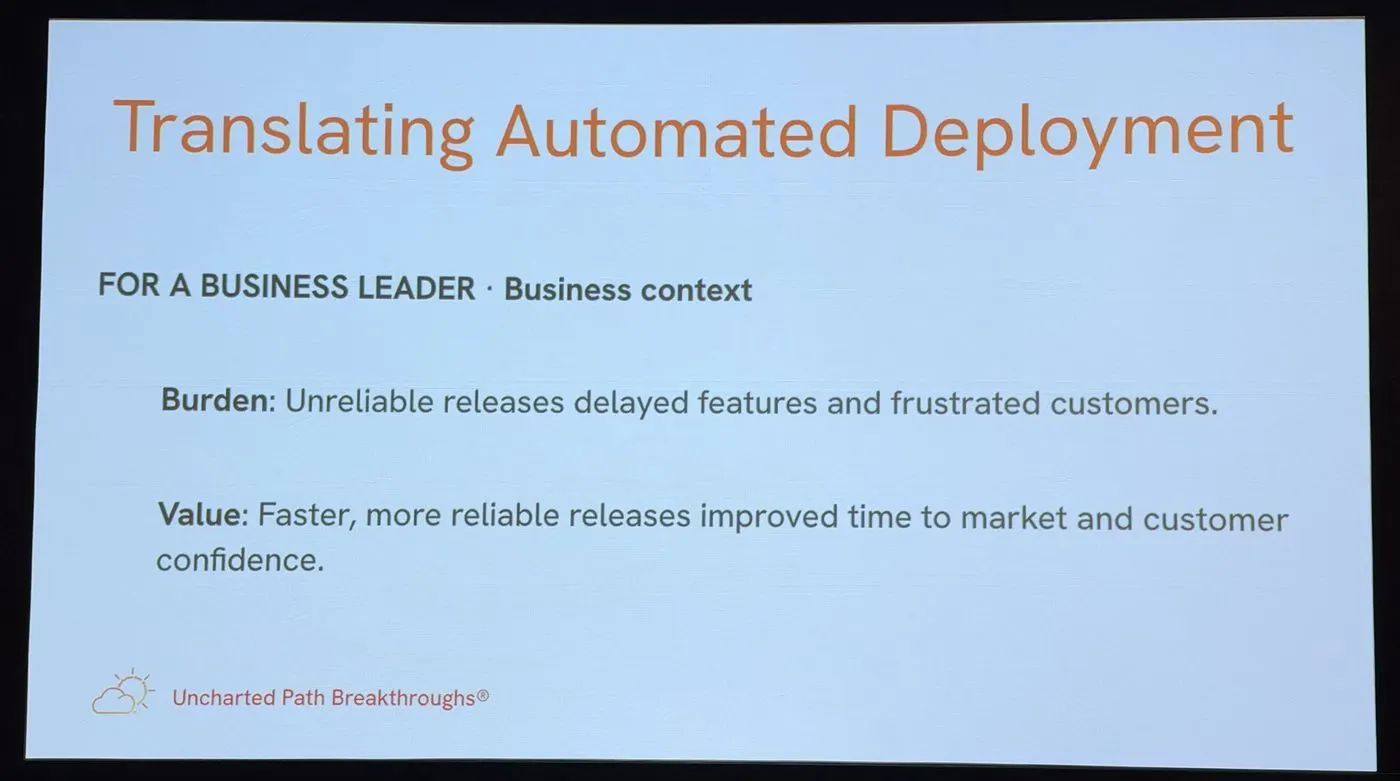 Translating Automated Deployment
FOR A BUSINESS LEADER · Business context
Burden: Unreliable releases delayed features and frustrated customers.
Value: Faster, more reliable releases improved time to market and customer
confidence.
Uncharted Path Breakthroughs®